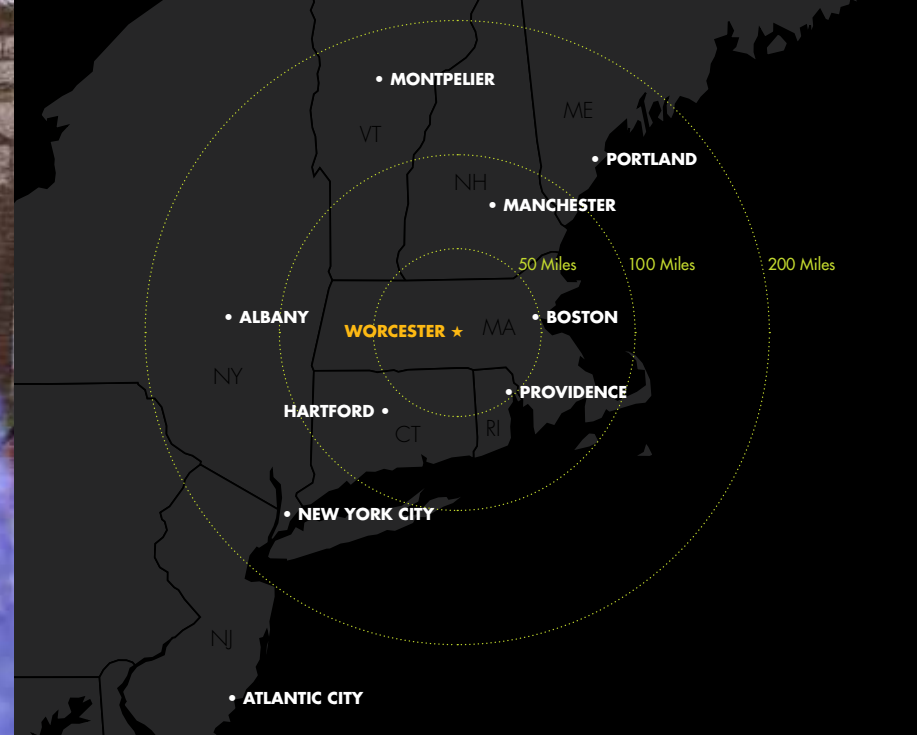 • MONTPELIER
ME
VT
• PORTLAND
NH
• MANCHESTER
50 Miles
100 Miles
200 Miles
• ALBANY
• BOSTON
WORCESTER ★
MA
NY
• PROVIDENCE
HARTFORD •
CT
RI
• NEW YORK CITY
NJ
• ATLANTIC CITY